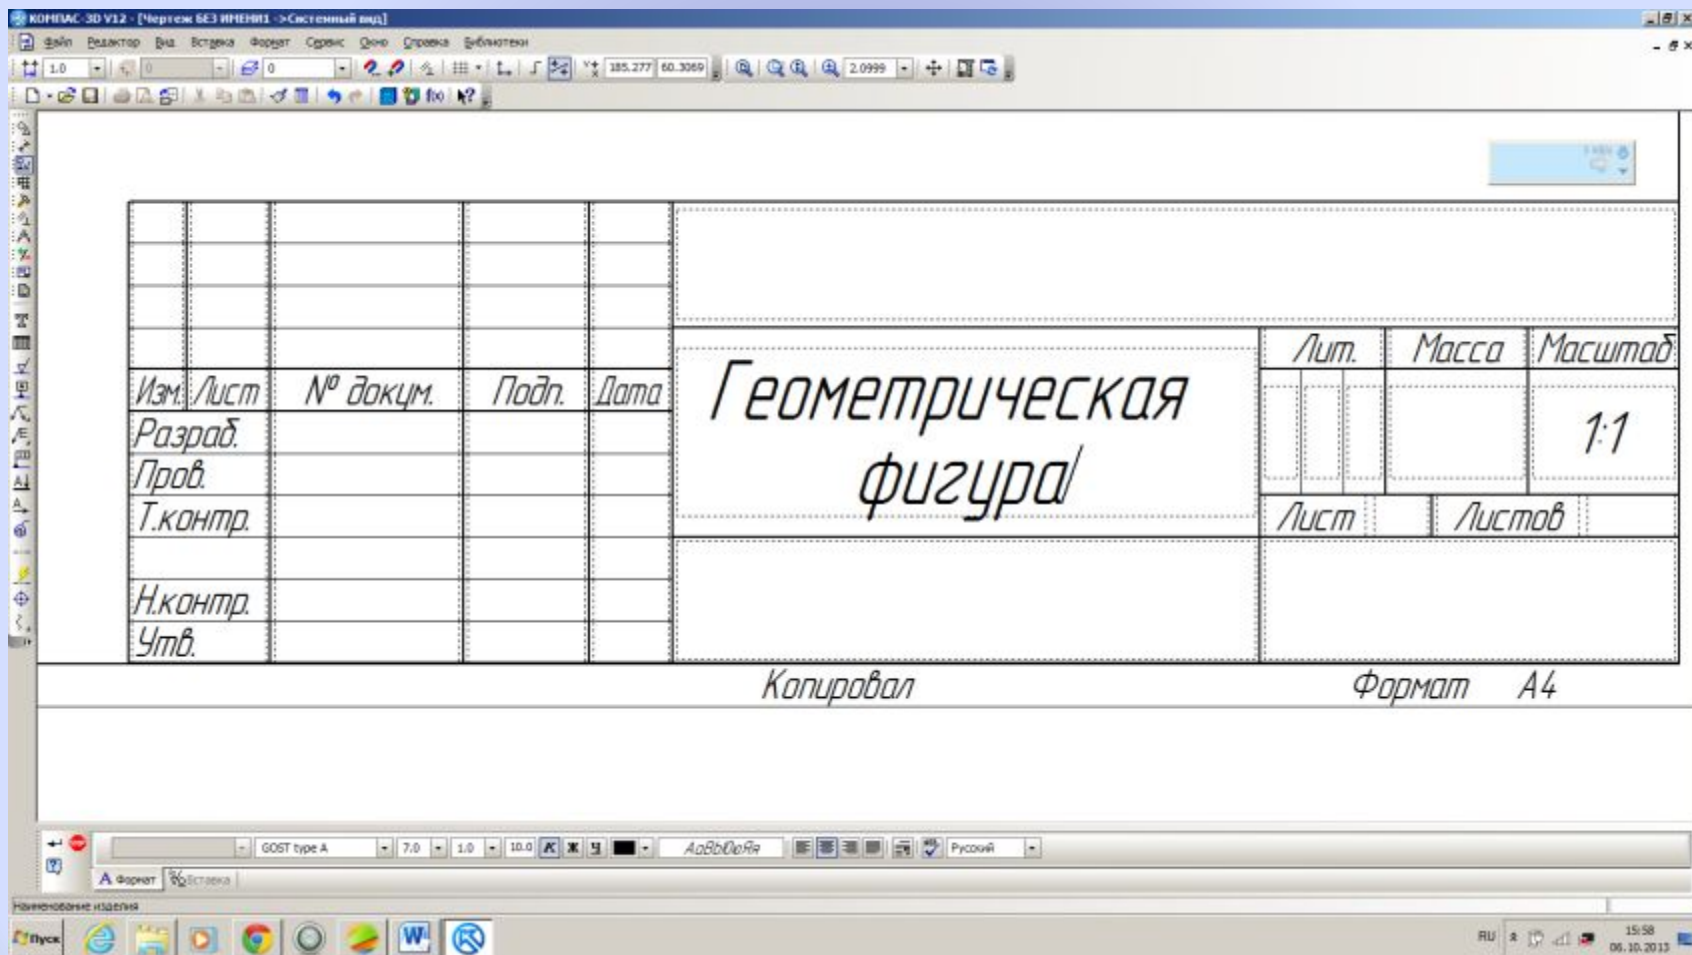 КОМПАС-3D V12 - [Чертеж БЕЗ ИМЕНИ1 ->Системный вид]
Файл Редактор Вид Вставка Формат Сервис Окно Справка Библиотеки
1.0 0 0 185.277 60.3069 2.0999
Лит. Масса Масштаб
Изм. Лист № докум. Подп. Дата
Геометрическая
фигура
1:1
Разраб.
Пров.
Т.контр.
Лист Листов
Н.контр.
Утв.
Копировал Формат А4
GOST type A 7.0 1.0 10.0 К Ж Ч АаВbБбЯя Русский
Формат Вставка
Наименование изделия
Пуск RU 15:58
06.10.2013